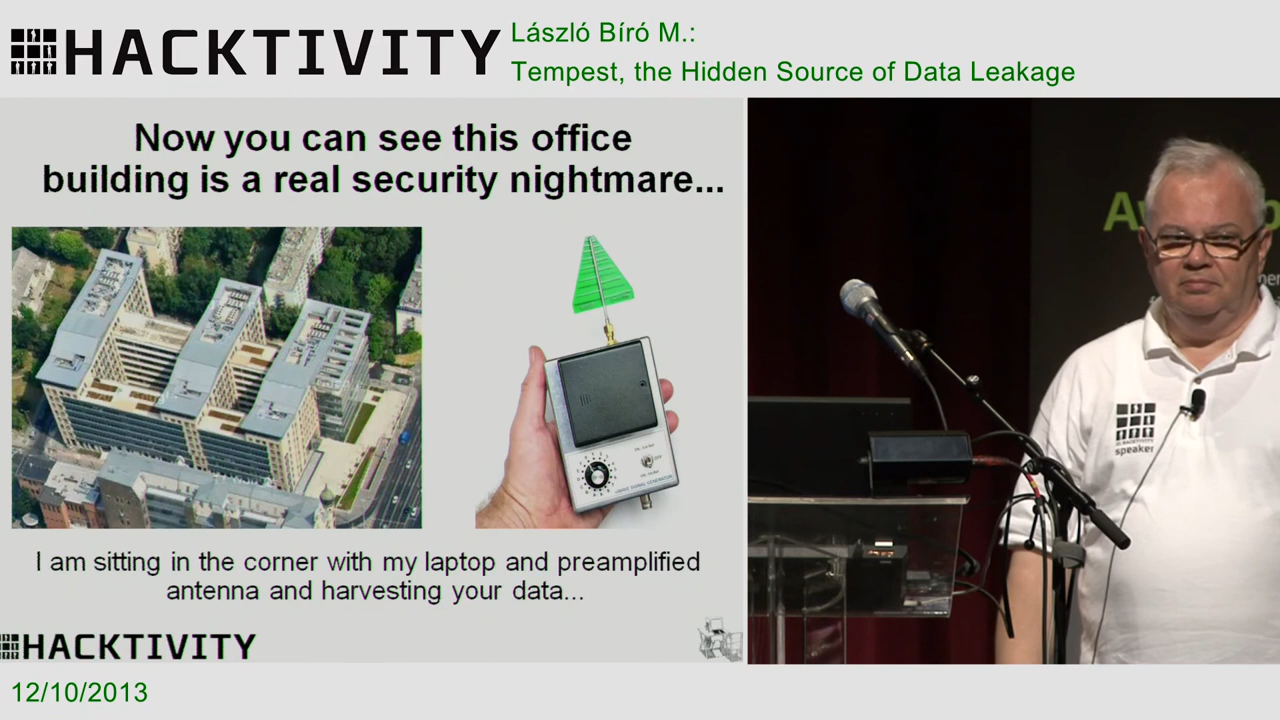 HACKTIVITY
László Bíró M.:
Tempest, the Hidden Source of Data Leakage
Now you can see this office
building is a real security nightmare...
I am sitting in the corner with my laptop and preamplified
antenna and harvesting your data...
HACKTIVITY
HACKTIVITY
speaker
12/10/2013